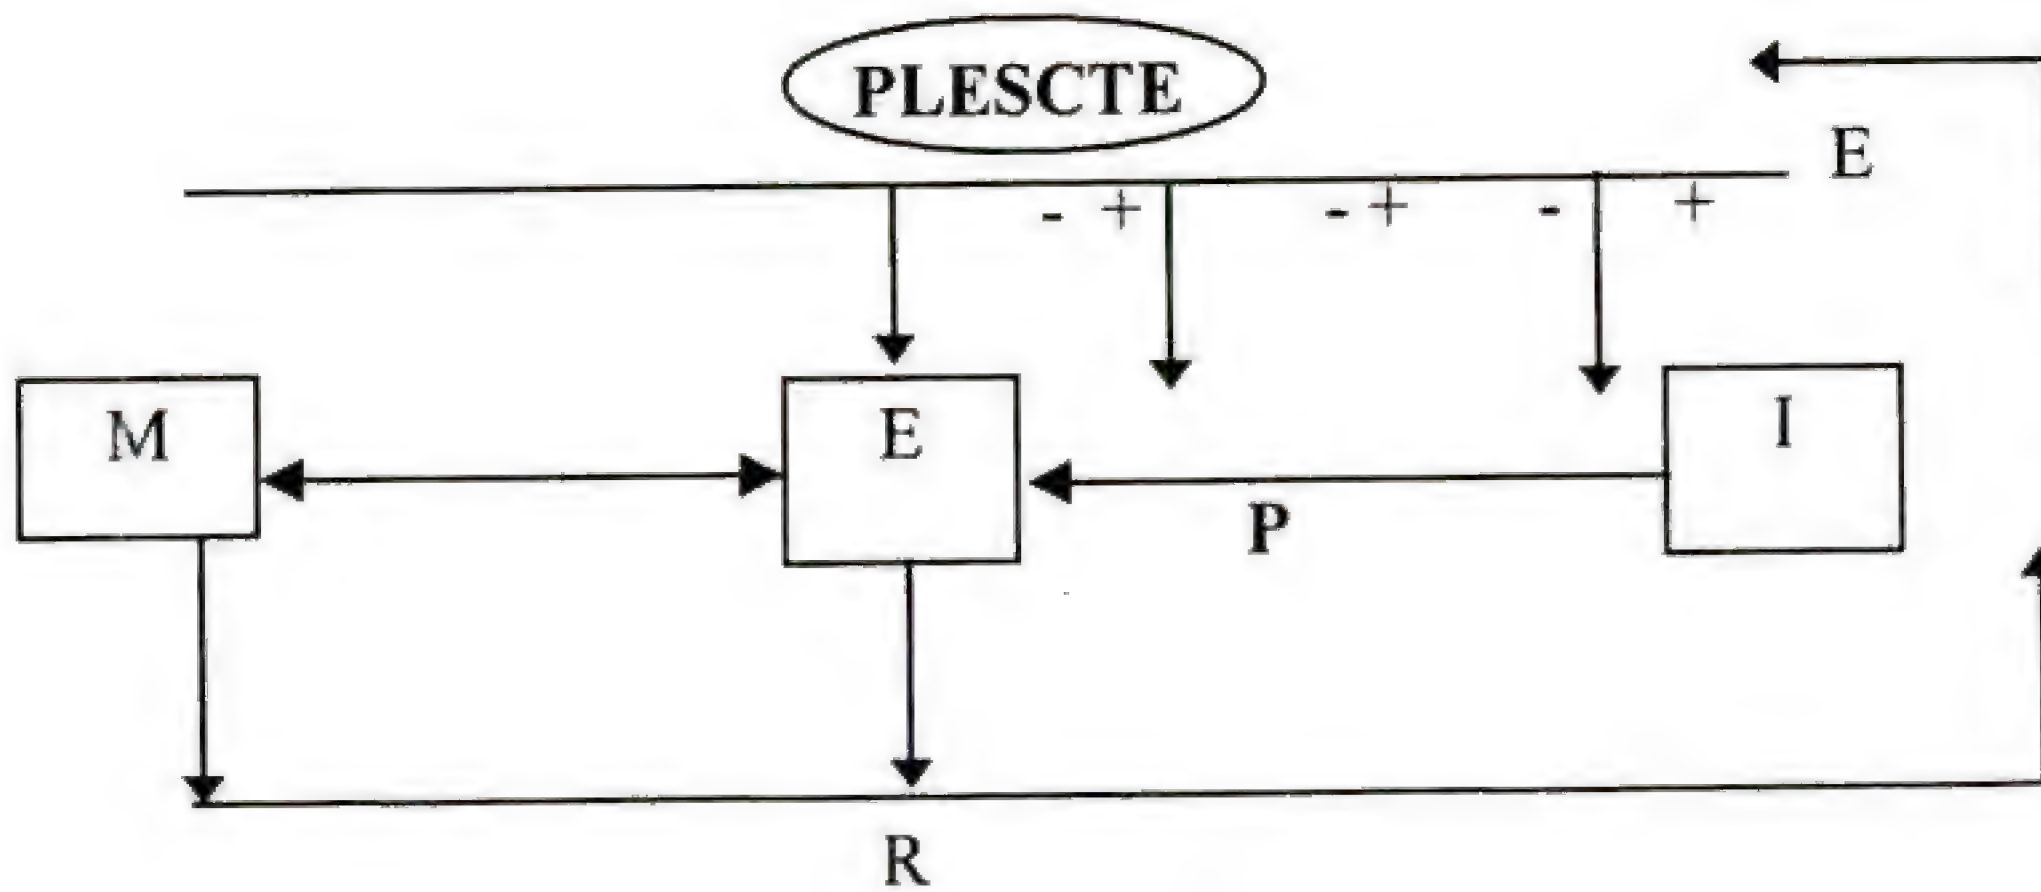 PLESCTE
E
- + - + - +
M E I
P
R